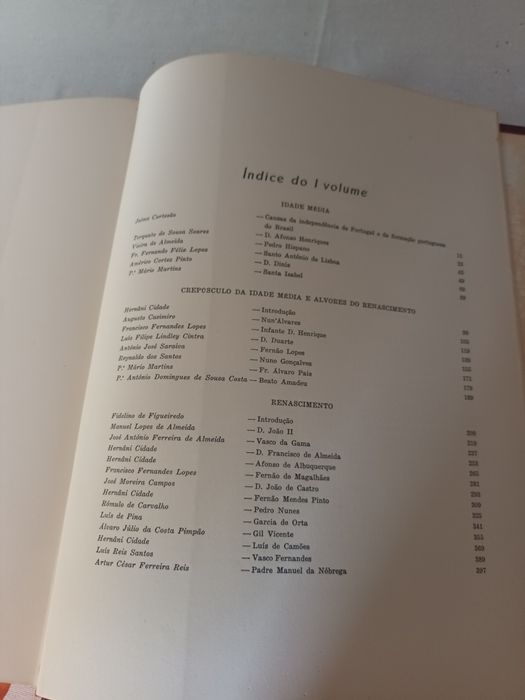 Índice do I volume
IDADE MÉDIA
Jaime Cortesão — Causas da independência de Portugal e da formação portuguesa
do Brasil
Torquato de Sousa Soares — D. Afonso Henriques
Vieira de Almeida — Pedro Hispano
Fr. Fernando Félix Lopes — Santo António de Lisboa
Américo Cortez Pinto — D. Dinis
P.e Mário Martins — Santa Isabel
CREPÚSCULO DA IDADE MÉDIA E ALVORES DO RENASCIMENTO
Hernâni Cidade — Introdução
Augusto Casimiro — Nun'Álvares
Francisco Fernandes Lopes — Infante D. Henrique
Luís Filipe Lindley Cintra — D. Duarte
António José Saraiva — Fernão Lopes
Reynaldo dos Santos — Nuno Gonçalves
P.e Mário Martins — Fr. Álvaro Pais
P.e António Domingues de Sousa Costa — Beato Amadeu
RENASCIMENTO
Fidelino de Figueiredo — Introdução
Manuel Lopes de Almeida — D. João II
José António Ferreira de Almeida — Vasco da Gama
Hernâni Cidade — D. Francisco de Almeida
Hernâni Cidade — Afonso de Albuquerque
Francisco Fernandes Lopes — Fernão de Magalhães
José Moreira Campos — D. João de Castro
Hernâni Cidade — Fernão Mendes Pinto
Rómulo de Carvalho — Pedro Nunes
Luís de Pina — Garcia de Orta
Álvaro Júlio da Costa Pimpão — Gil Vicente
Hernâni Cidade — Luís de Camões
Luís Reis Santos — Vasco Fernandes
Artur César Ferreira Reis — Padre Manuel da Nóbrega 397